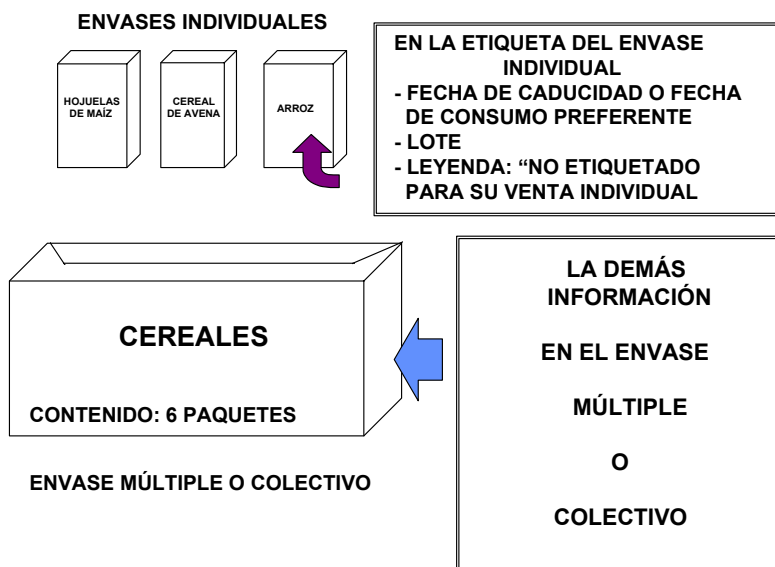 ENVASES INDIVIDUALES
HOJUELAS
DE MAÍZ
CEREAL
DE AVENA
ARROZ
EN LA ETIQUETA DEL ENVASE
INDIVIDUAL
- FECHA DE CADUCIDAD O FECHA
DE CONSUMO PREFERENTE
- LOTE
- LEYENDA: “NO ETIQUETADO
PARA SU VENTA INDIVIDUAL
CEREALES
CONTENIDO: 6 PAQUETES
ENVASE MÚLTIPLE O COLECTIVO
LA DEMÁS
INFORMACIÓN
EN EL ENVASE
MÚLTIPLE
O
COLECTIVO